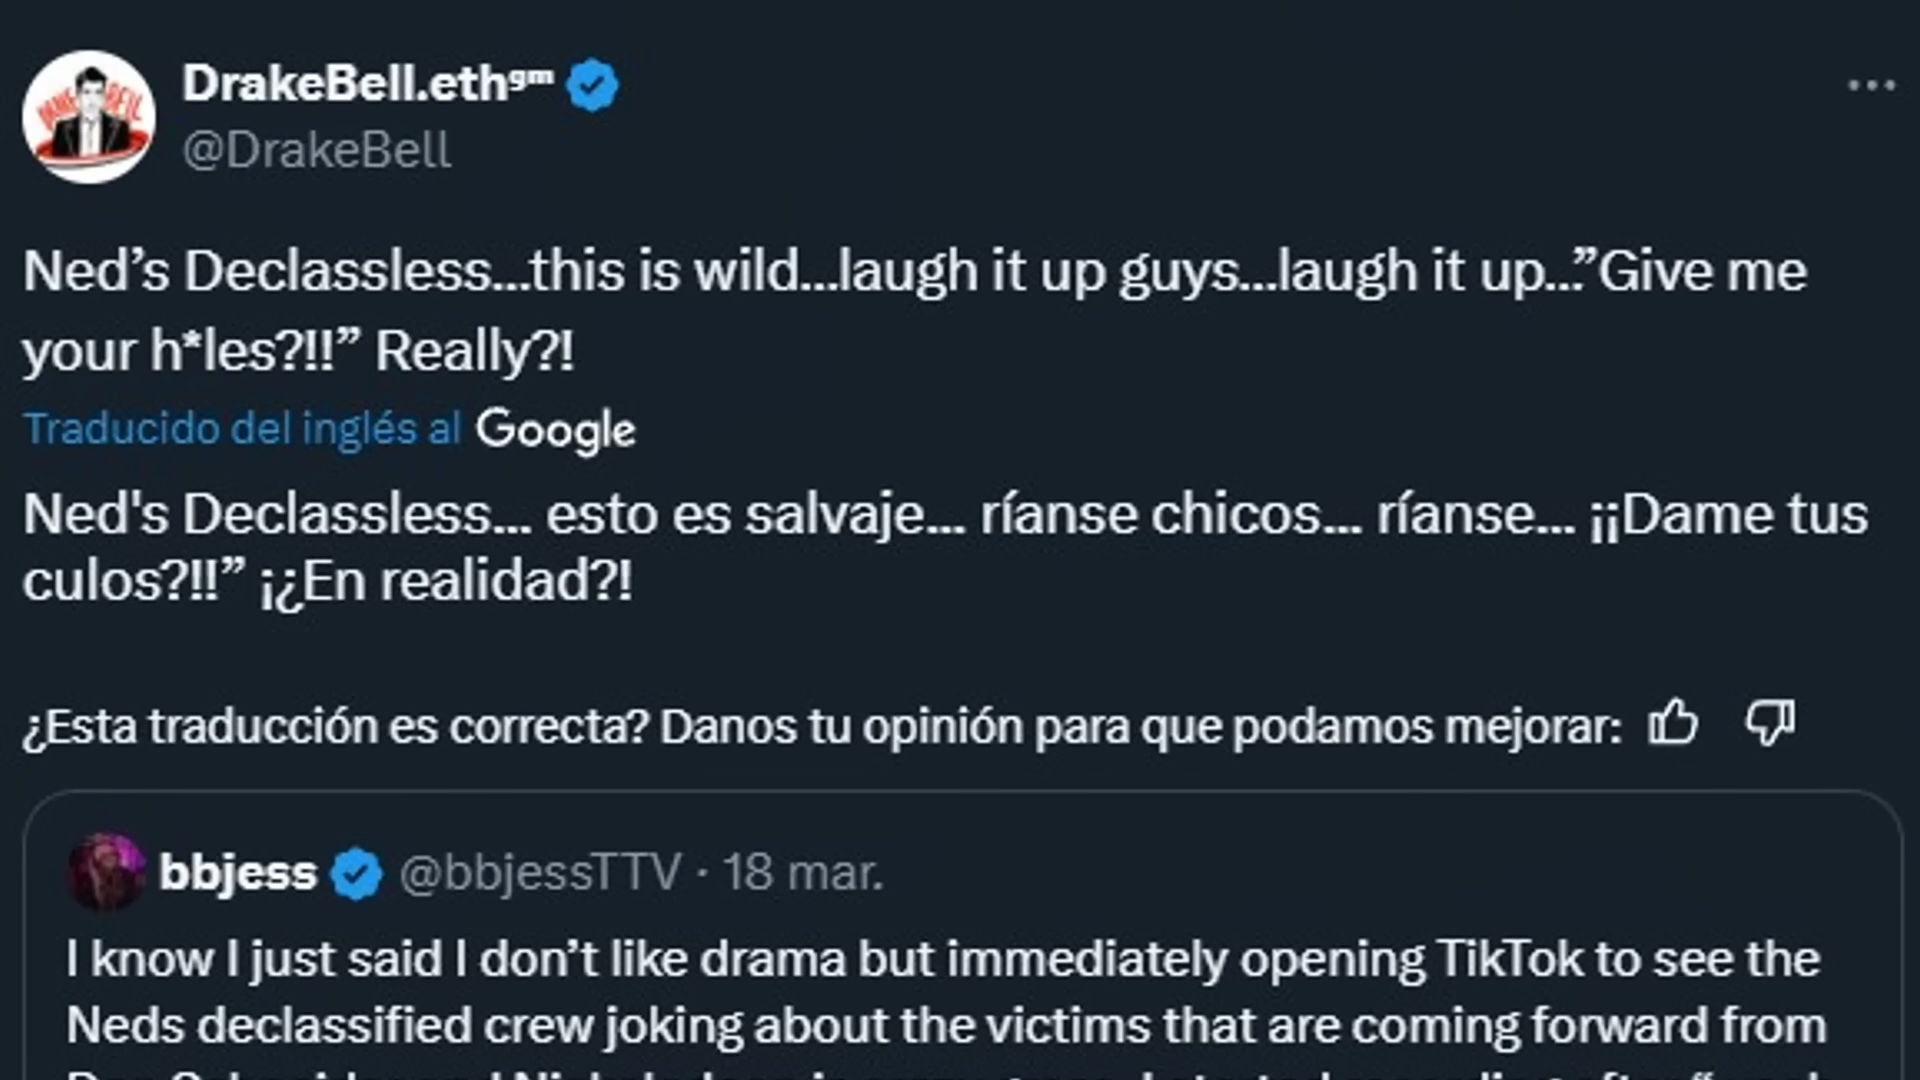 DrakeBell.ethᵍᵐ
@DrakeBell
Ned’s Declassless...this is wild...laugh it up guys...laugh it up...”Give me
your h*les?!!” Really?!
Traducido del inglés al Google
Ned's Declassless... esto es salvaje... ríanse chicos... ríanse... ¡¡Dame tus
culos?!!” ¡¿En realidad?!
¿Esta traducción es correcta? Danos tu opinión para que podamos mejorar:
bbjess @bbjessTTV · 18 mar.
I know I just said I don’t like drama but immediately opening TikTok to see the
Neds declassified crew joking about the victims that are coming forward from